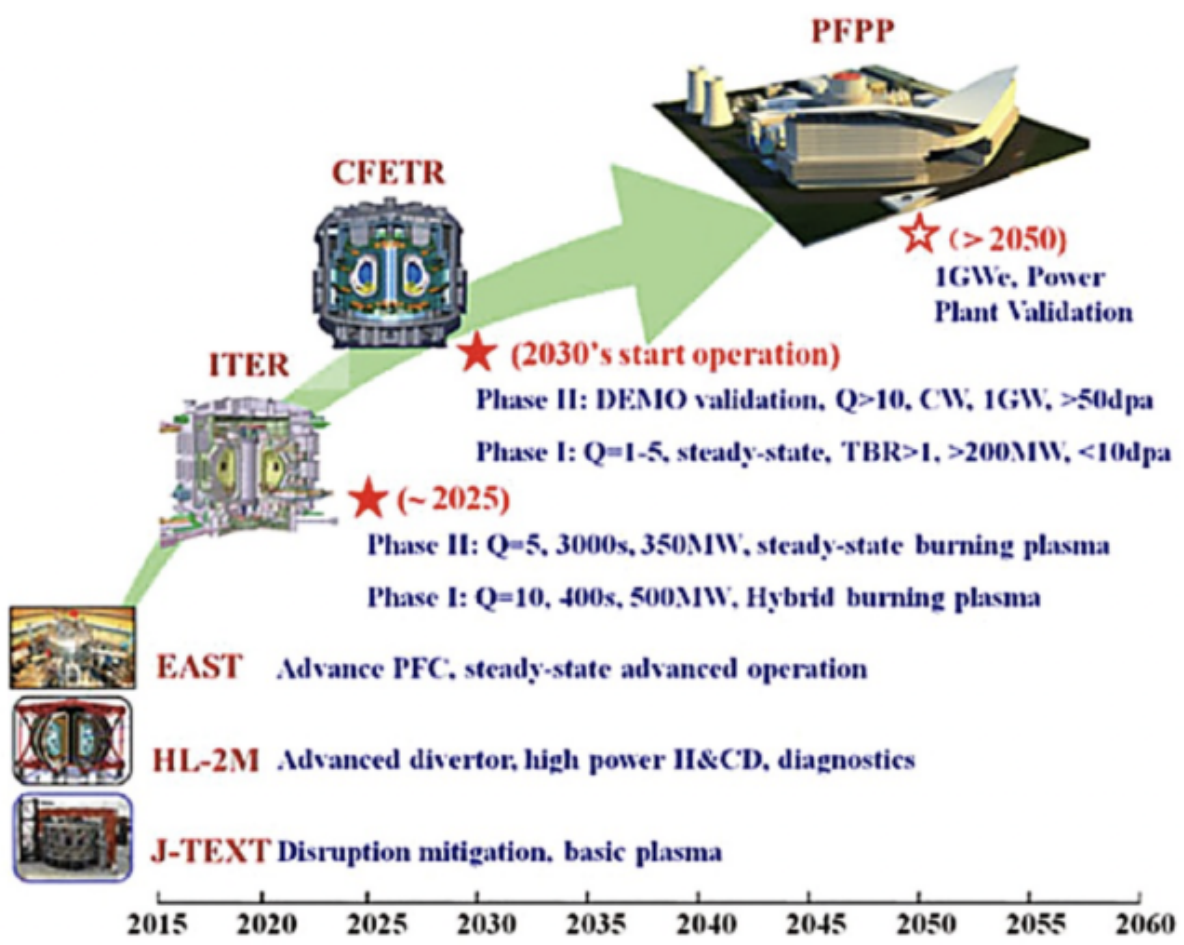 PFPP
CFETR
(> 2050)
1GWe, Power
Plant Validation
ITER
(2030's start operation)
Phase II: DEMO validation, Q>10, CW, 1GW, >50dpa
Phase I: Q=1-5, steady-state, TBR>1, >200MW, <10dpa
(~ 2025)
Phase II: Q=5, 3000s, 350MW, steady-state burning plasma
Phase I: Q=10, 400s, 500MW, Hybrid burning plasma
EAST Advance PFC, steady-state advanced operation
HL-2M Advanced divertor, high power H&CD, diagnostics
J-TEXT Disruption mitigation, basic plasma
2015 2020 2025 2030 2035 2040 2045 2050 2055 2060